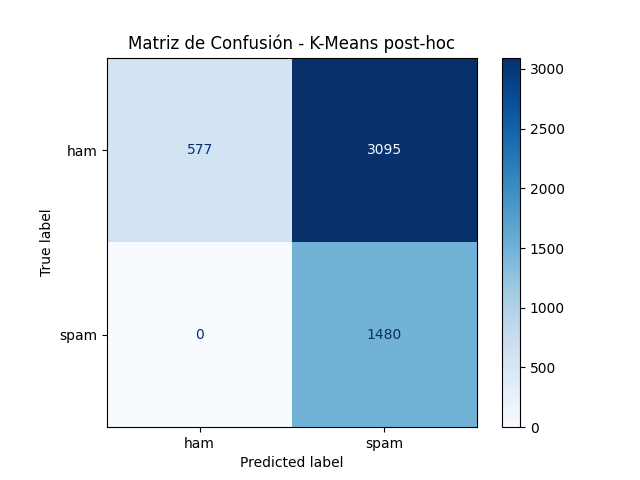 Matriz de Confusión - K-Means post-hoc
ham
577
3095
spam
0
1480
ham
spam
Predicted label
True label
3000
2500
2000
1500
1000
500
0